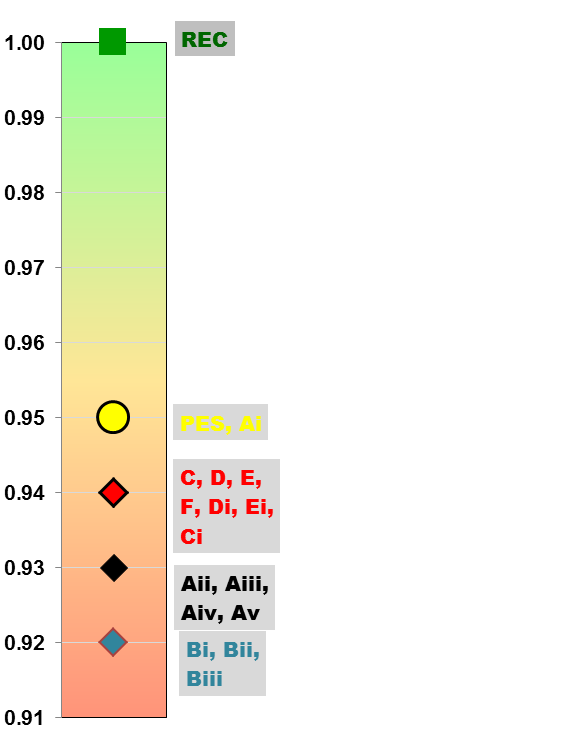 1.00
REC
0.99
0.98
0.97
0.96
0.95
PES, Ai
C, D, E,
F, Di, Ei,
Ci
0.94
0.93
Aii, Aiii,
Aiv, Av
0.92
Bi, Bii,
Biii
0.91